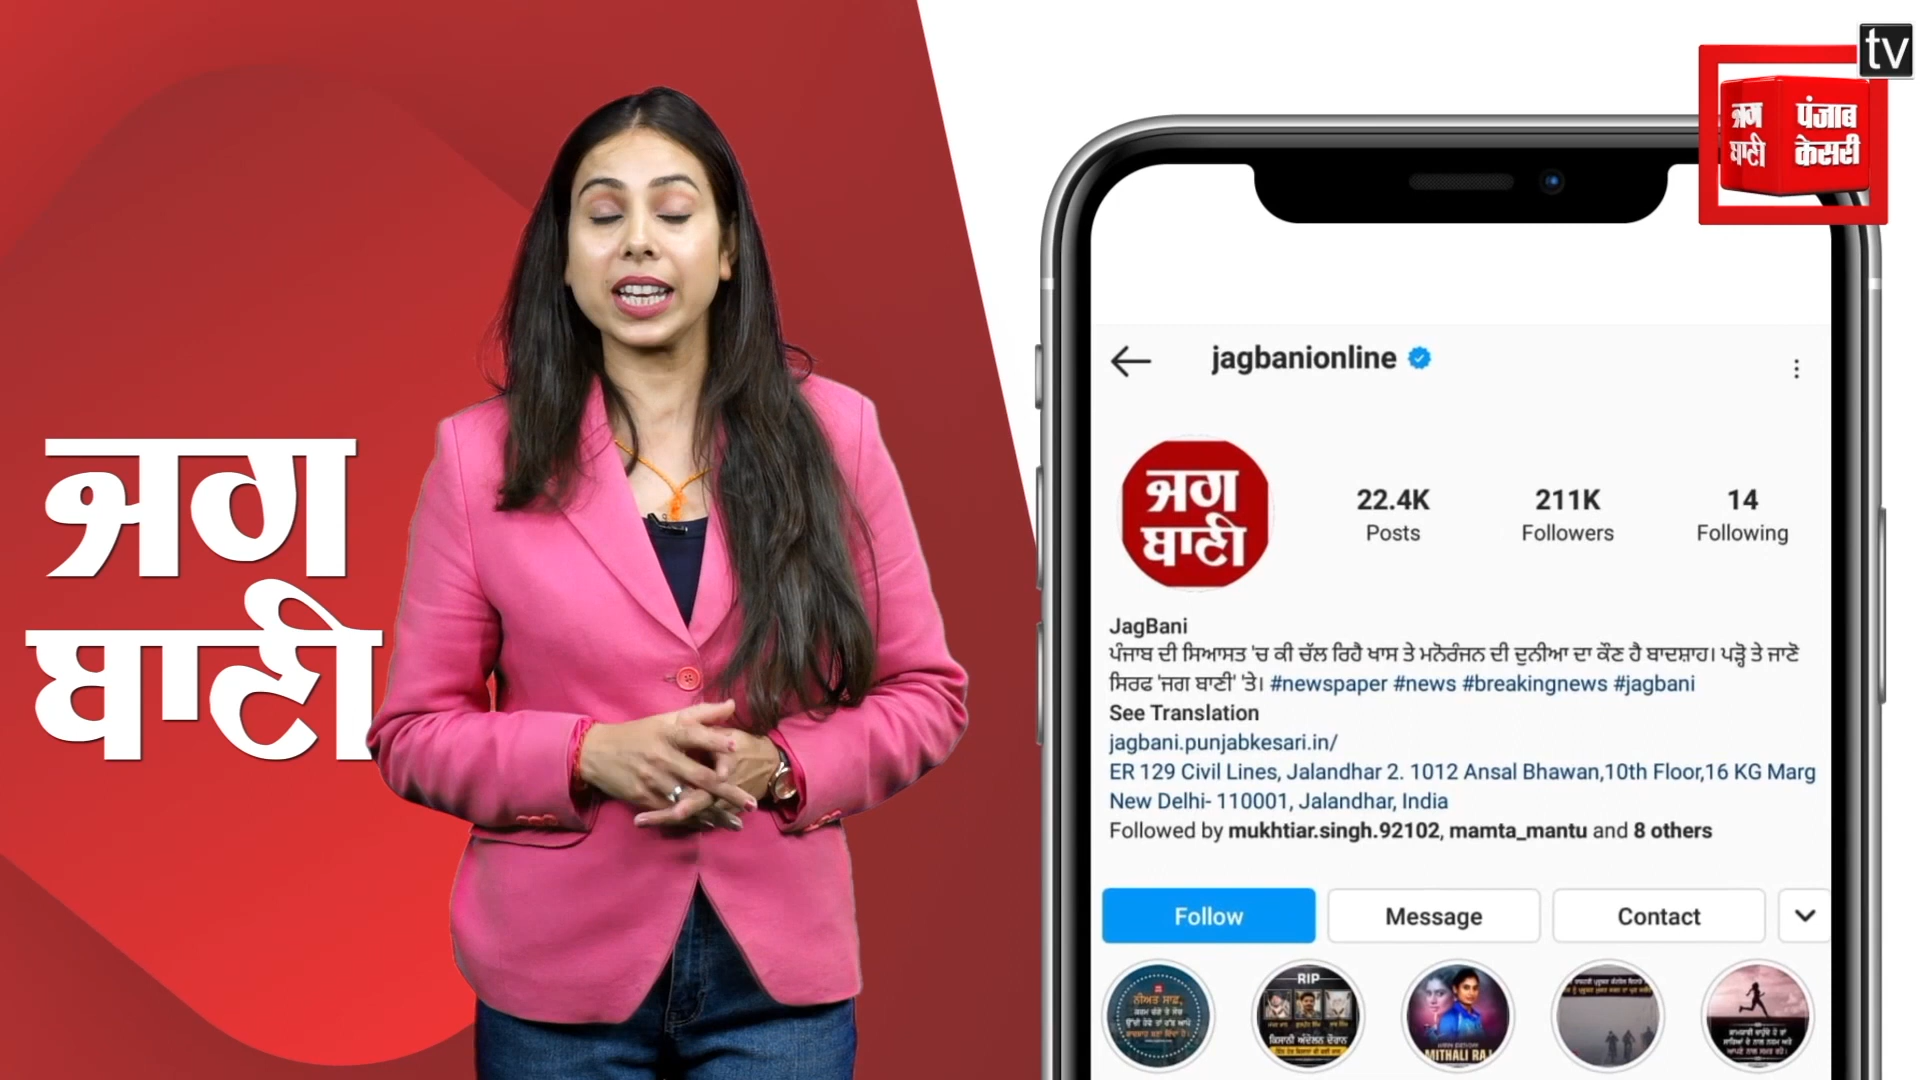 ਜਗ
ਬਾਣੀ
tv
ਜਗ
ਬਾਣੀ
पंजाब
केसरी
jagbanionline
ਜਗ
ਬਾਣੀ
22.4K
Posts
211K
Followers
14
Following
JagBani
ਪੰਜਾਬ ਦੀ ਸਿਆਸਤ 'ਚ ਕੀ ਚੱਲ ਰਿਹੈ ਖਾਸ ਤੇ ਮਨੋਰੰਜਨ ਦੀ ਦੁਨੀਆ ਦਾ ਕੌਣ ਹੈ ਬਾਦਸ਼ਾਹ। ਪੜ੍ਹੋ ਤੇ ਜਾਣੋ
ਸਿਰਫ 'ਜਗ ਬਾਣੀ' 'ਤੇ। #newspaper #news #breakingnews #jagbani
See Translation
jagbani.punjabkesari.in/
ER 129 Civil Lines, Jalandhar 2. 1012 Ansal Bhawan,10th Floor,16 KG Marg
New Delhi- 110001, Jalandhar, India
Followed by mukhtiar.singh.92102, mamta_mantu and 8 others
Follow
Message
Contact
ਨੀਅਤ ਸਾਫ਼,
RIP
ਕਿਸਾਨੀ ਅੰਦੋਲਨ ਦੌਰਾਨ
MITHALI RAJ